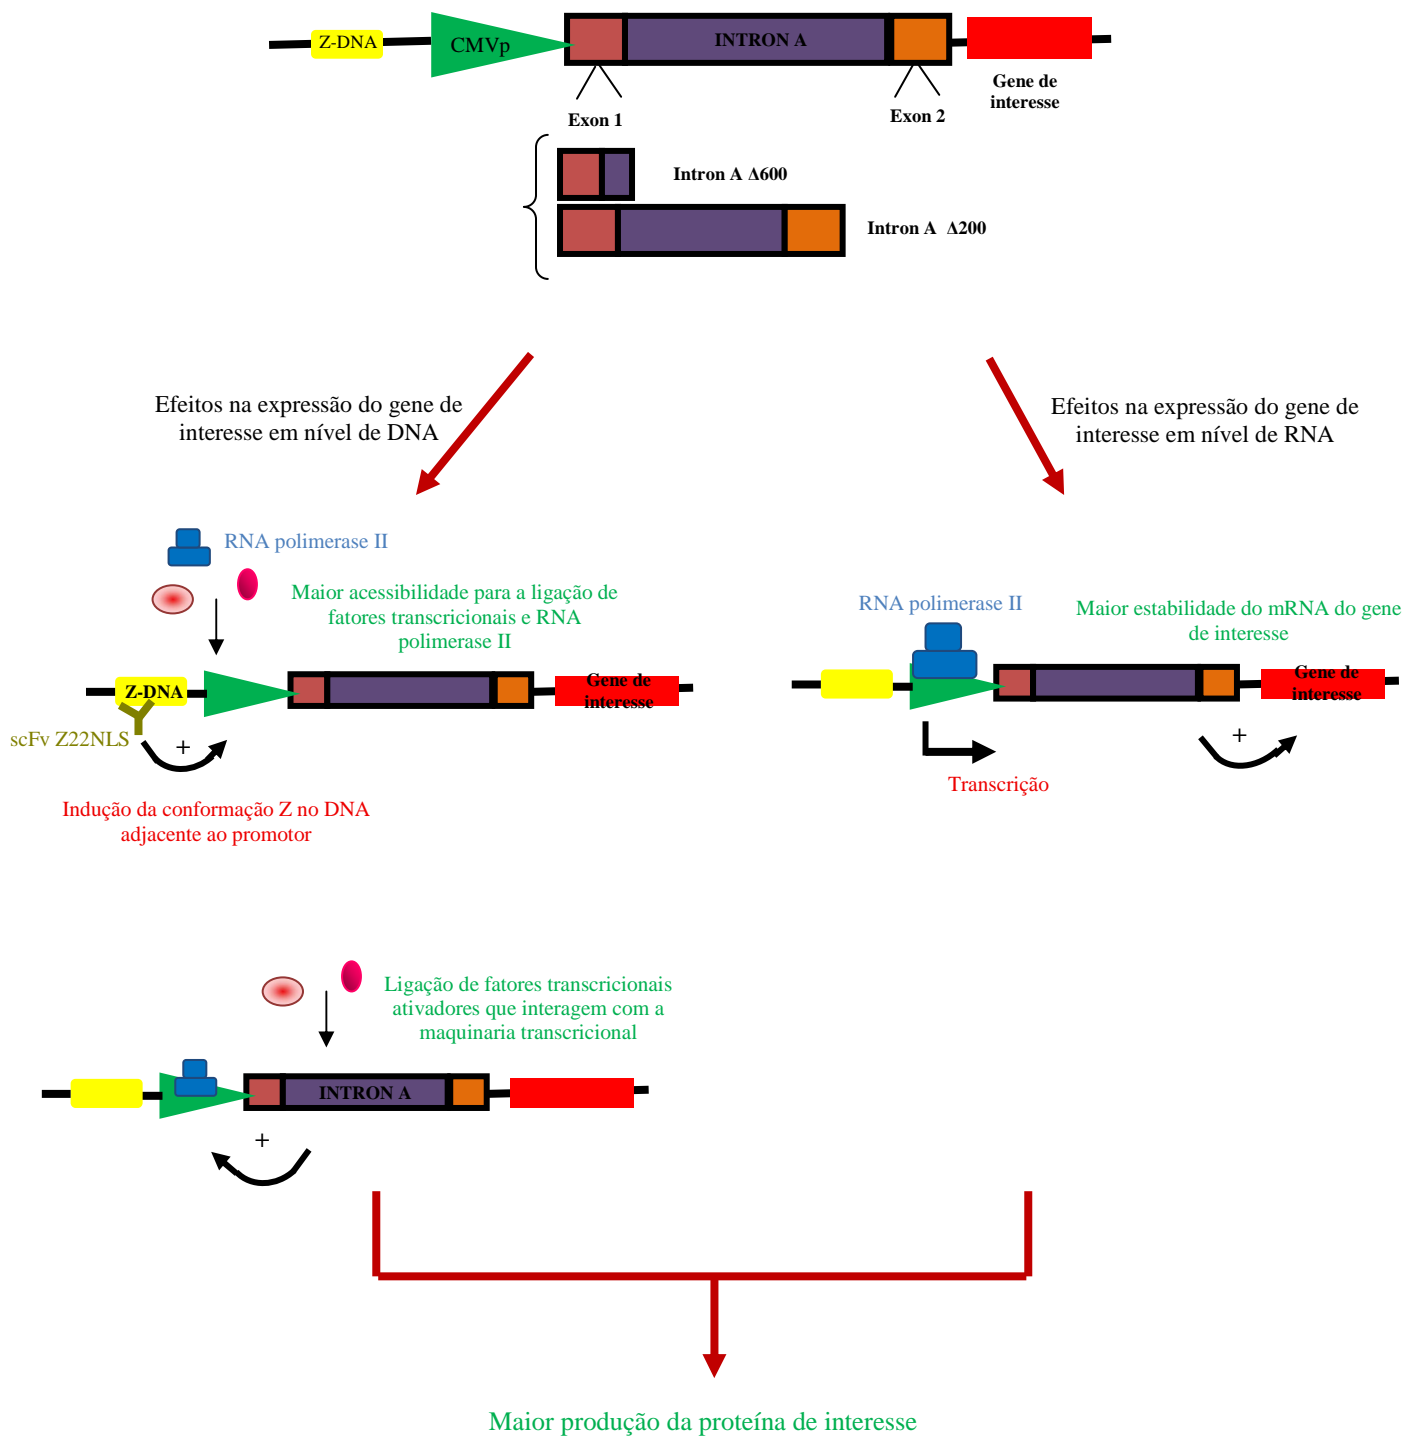 Z-DNA
CMVp
INTRON A
Gene de
interesse
Exon 1
Exon 2
Intron A Δ600
Intron A Δ200
Efeitos na expressão do gene de
interesse em nível de DNA
Efeitos na expressão do gene de
interesse em nível de RNA
RNA polimerase II
Maior acessibilidade para a ligação de
fatores transcricionais e RNA
polimerase II
Z-DNA
Gene de
interesse
scFv Z22NLS
+
Indução da conformação Z no DNA
adjacente ao promotor
RNA polimerase II
Maior estabilidade do mRNA do gene
de interesse
Gene de
interesse
+
Transcrição
Ligação de fatores transcricionais
ativadores que interagem com a
maquinaria transcricional
INTRON A
+
Maior produção da proteína de interesse